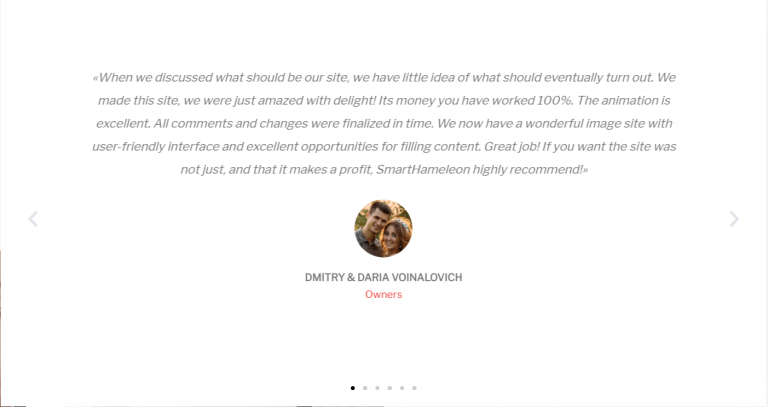 «When we discussed what should be our site, we have little idea of what should eventually turn out. We
made this site, we were just amazed with delight! Its money you have worked 100%. The animation is
excellent. All comments and changes were finalized in time. We now have a wonderful image site with
user-friendly interface and excellent opportunities for filling content. Great job! If you want the site was
not just, and that it makes a profit, SmartHameleon highly recommend!»
DMITRY & DARIA VOINALOVICH
Owners